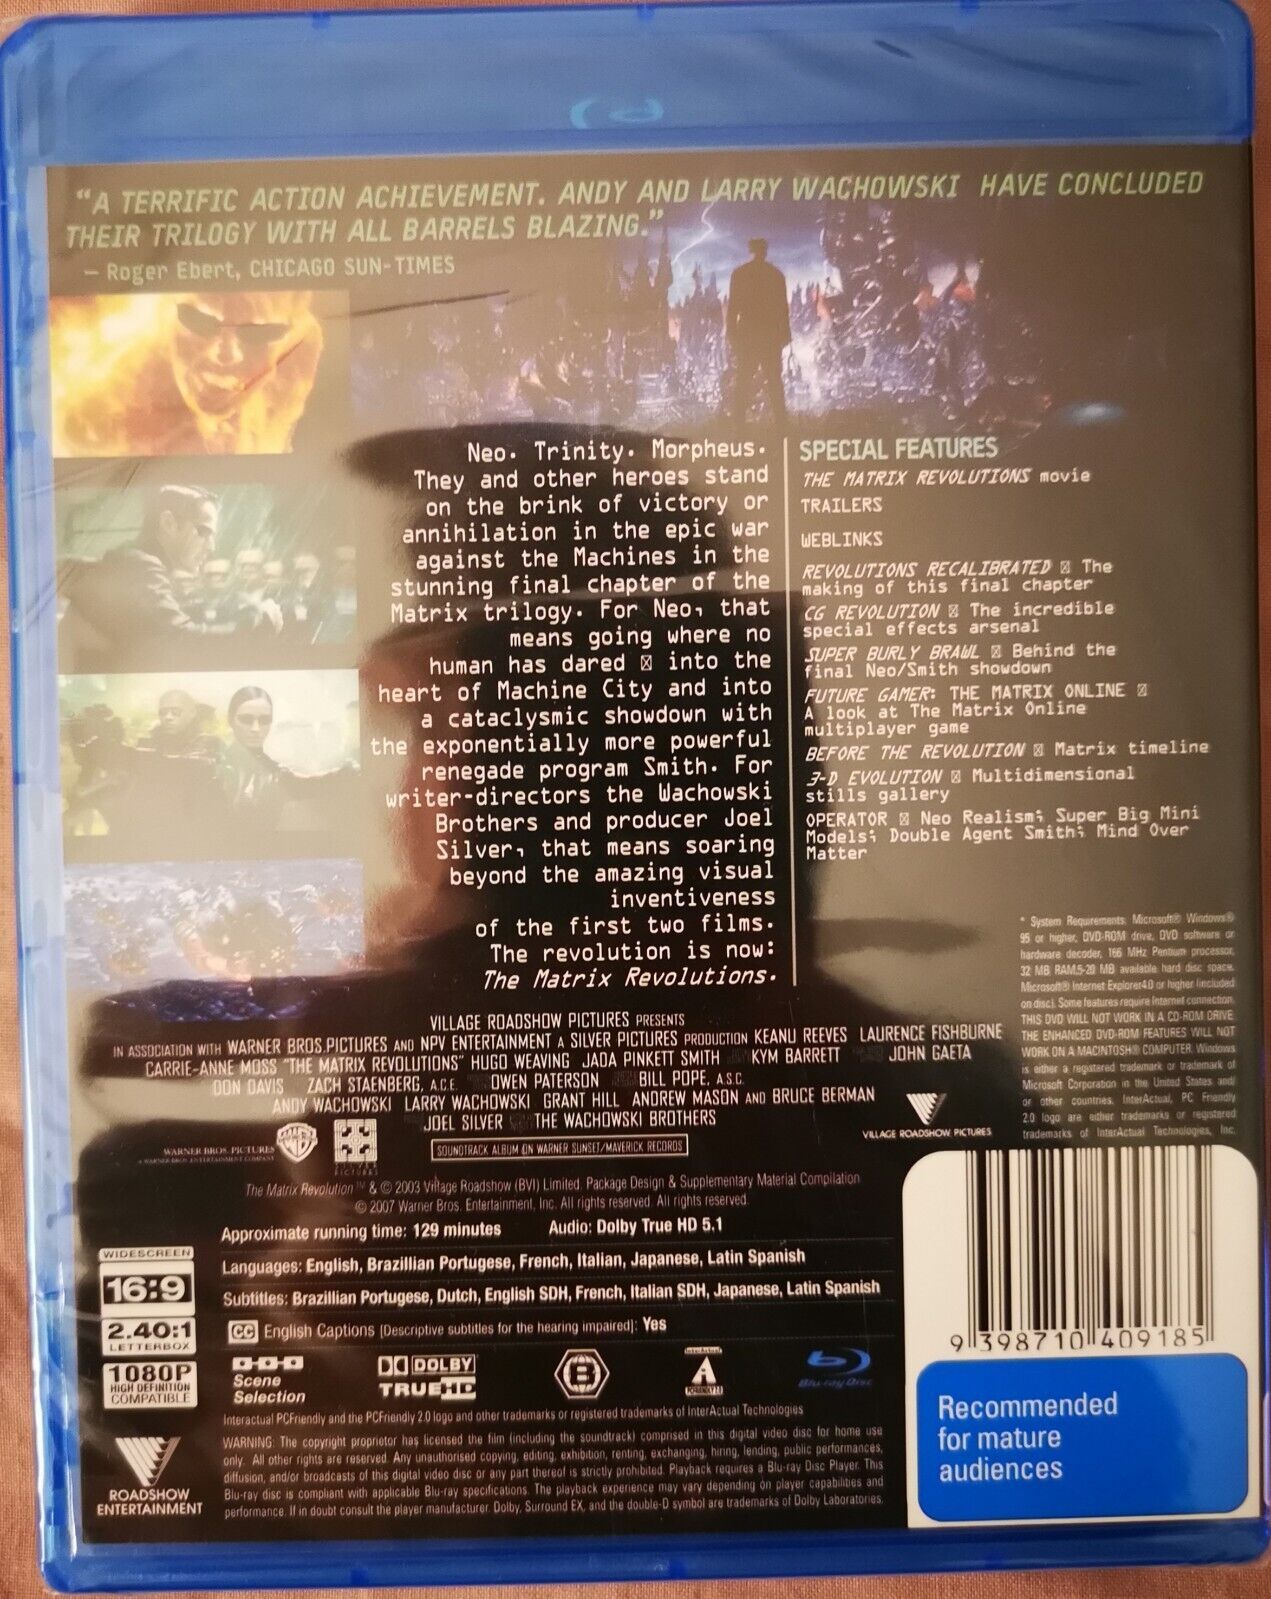 "A TERRIFIC ACTION ACHIEVEMENT. ANDY AND LARRY WACHOWSKI HAVE CONCLUDED
THEIR TRILOGY WITH ALL BARRELS BLAZING."
– Roger Ebert, CHICAGO SUN-TIMES
Neo. Trinity. Morpheus.
They and other heroes stand
on the brink of victory or
annihilation in the epic war
against the Machines in the
stunning final chapter of the
Matrix trilogy. For Neo, that
means going where no
human has dared ☒ into the
heart of Machine City and into
a cataclysmic showdown with
the exponentially more powerful
renegade program Smith. For
writer-directors the Wachowski
Brothers and producer Joel
Silver, that means soaring
beyond the amazing visual
inventiveness
of the first two films.
The revolution is now:
The Matrix Revolutions.
SPECIAL FEATURES
THE MATRIX REVOLUTIONS movie
TRAILERS
WEBLINKS
REVOLUTIONS RECALIBRATED ☒ The
making of this final chapter
CG REVOLUTION ☒ The incredible
special effects arsenal
SUPER BURLY BRAWL ☒ Behind the
final Neo/Smith showdown
FUTURE GAMER: THE MATRIX ONLINE ☒
A look at The Matrix Online
multiplayer game
BEFORE THE REVOLUTION ☒ Matrix timeline
3-D EVOLUTION ☒ Multidimensional
stills gallery
OPERATOR ☒ Neo Realism; Super Big Mini
Models; Double Agent Smith; Mind Over
Matter
* System Requirements: Microsoft® Windows®
95 or higher, DVD-ROM drive, DVD software or
hardware decoder, 166 MHz Pentium processor,
32 MB RAM,5-20 MB available hard disc space,
Microsoft® Internet Explorer4.0 or higher (included
on disc). Some features require Internet connection.
THIS DVD WILL NOT WORK IN A CD-ROM DRIVE.
THE ENHANCED DVD-ROM FEATURES WILL NOT
WORK ON A MACINTOSH® COMPUTER. Windows
is either a registered trademark or trademark of
Microsoft Corporation in the United States and/
or other countries. InterActual, PC Friendly
2.0 logo are either trademarks or registered
trademarks of InterActual Technologies, Inc.
VILLAGE ROADSHOW PICTURES PRESENTS
IN ASSOCIATION WITH WARNER BROS.PICTURES AND NPV ENTERTAINMENT A SILVER PICTURES PRODUCTION KEANU REEVES LAURENCE FISHBURNE
CARRIE-ANNE MOSS "THE MATRIX REVOLUTIONS" HUGO WEAVING JADA PINKETT SMITH KYM BARRETT JOHN GAETA
DON DAVIS ZACH STAENBERG, A.C.E. OWEN PATERSON BILL POPE, A.S.C.
ANDY WACHOWSKI LARRY WACHOWSKI GRANT HILL ANDREW MASON AND BRUCE BERMAN
JOEL SILVER THE WACHOWSKI BROTHERS
WARNER BROS. PICTURES
A WARNER BROS. ENTERTAINMENT COMPANY
WB
SILVER
PICTURES
SOUNDTRACK ALBUM ON WARNER SUNSET/MAVERICK RECORDS
VILLAGE ROADSHOW PICTURES
The Matrix Revolution™ & © 2003 Village Roadshow (BVI) Limited. Package Design & Supplementary Material Compilation
© 2007 Warner Bros. Entertainment, Inc. All rights reserved. All rights reserved.
Approximate running time: 129 minutes Audio: Dolby True HD 5.1
Languages: English, Brazillian Portugese, French, Italian, Japanese, Latin Spanish
Subtitles: Brazillian Portugese, Dutch, English SDH, French, Italian SDH, Japanese, Latin Spanish
CC English Captions [Descriptive subtitles for the hearing impaired]: Yes
WIDESCREEN
16:9
2.40:1
LETTERBOX
1080P
HIGH DEFINITION
COMPATIBLE
Scene
Selection
DOLBY
TRUEHD
B
InterActual
PCFRIENDLY 2.0
Blu-ray Disc
Interactual PCFriendly and the PCFriendly 2.0 logo and other trademarks or registered trademarks of InterActual Technologies
WARNING: The copyright proprietor has licensed the film (including the soundtrack) comprised in this digital video disc for home use
only. All other rights are reserved. Any unauthorised copying, editing, exhibition, renting, exchanging, hiring, lending, public performances,
diffusion, and/or broadcasts of this digital video disc or any part thereof is strictly prohibited. Playback requires a Blu-ray Disc Player. This
Blu-ray disc is compliant with applicable Blu-ray specifications. The playback experience may vary depending on player capabilities and
performance. If in doubt consult the player manufacturer. Dolby, Surround EX, and the double-D symbol are trademarks of Dolby Laboratories.
ROADSHOW
ENTERTAINMENT
9 398710 409185
Recommended
for mature
audiences